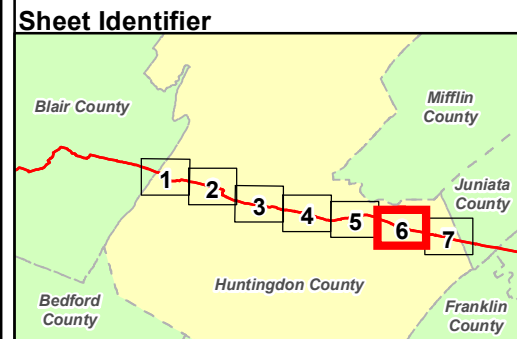 Sheet Identifier
Blair County
Mifflin
County
Juniata
County
1
2
3
4
5
6
7
Huntingdon County
Bedford
County
Franklin
County